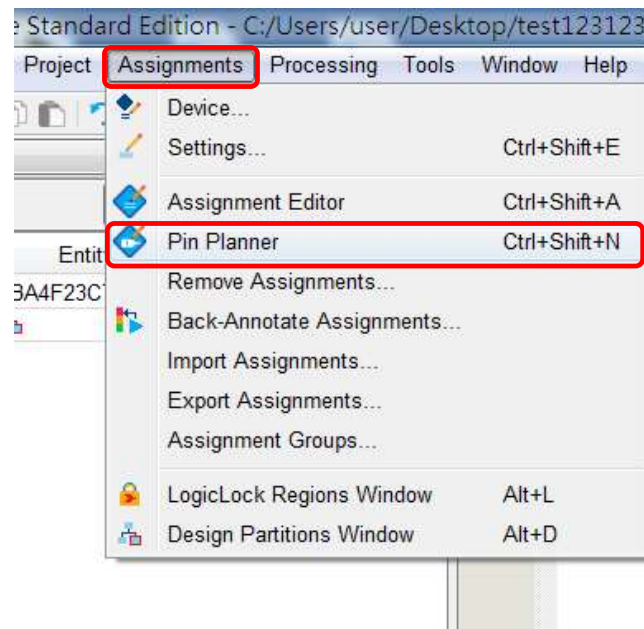 e Standard Edition - C:/Users/user/Desktop/test123123
Project Assignments Processing Tools Window Help
Device...
Settings... Ctrl+Shift+E
Assignment Editor Ctrl+Shift+A
Entit
Pin Planner Ctrl+Shift+N
BA4F23C
Remove Assignments...
Back-Annotate Assignments...
Import Assignments...
Export Assignments...
Assignment Groups...
LogicLock Regions Window Alt+L
Design Partitions Window Alt+D